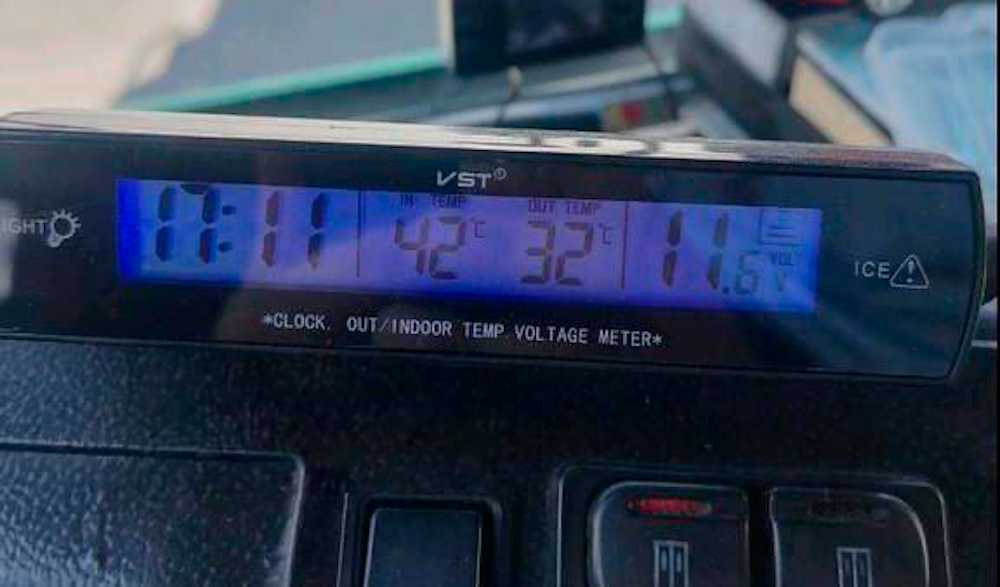 VST
IN TEMP OUT TEMP
17:11 42°C 32°C 11.6 VOLT V
ICE
*CLOCK. OUT/INDOOR TEMP VOLTAGE METER*